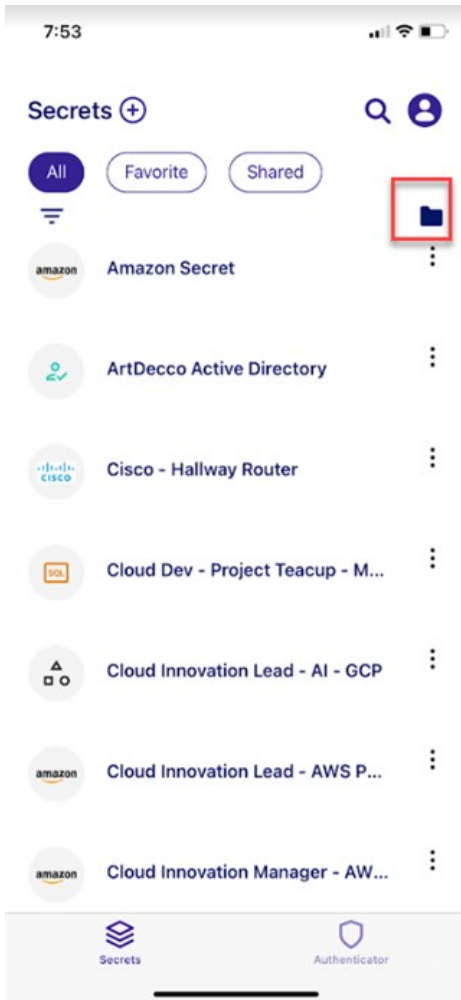 7:53
Secrets
All
Favorite
Shared
amazon
Amazon Secret
ArtDecco Active Directory
CISCO
Cisco - Hallway Router
SQL
Cloud Dev - Project Teacup - M...
Cloud Innovation Lead - AI - GCP
amazon
Cloud Innovation Lead - AWS P...
amazon
Cloud Innovation Manager - AW...
Secrets
Authenticator